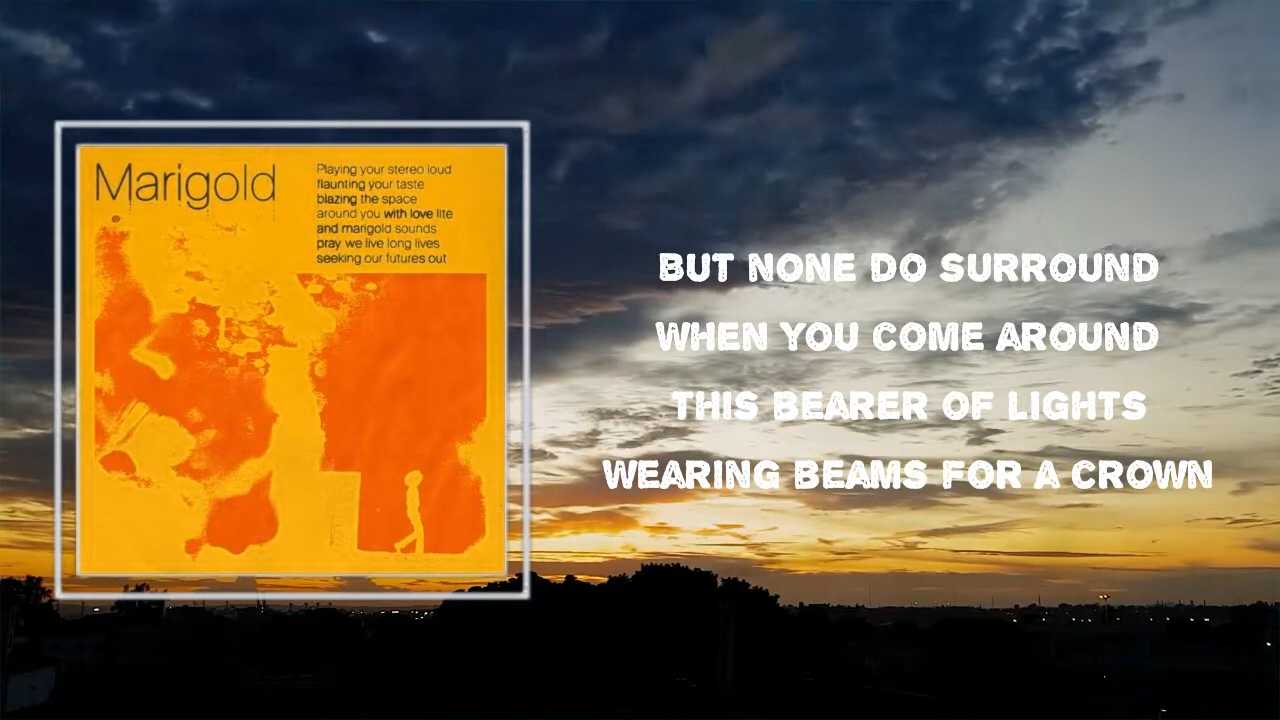 Marigold
Playing your stereo loud
flaunting your taste
blazing the space
around you with love lite
and marigold sounds
pray we live long lives
seeking our futures out
BUT NONE DO SURROUND
WHEN YOU COME AROUND
THIS BEARER OF LIGHTS
WEARING BEAMS FOR A CROWN